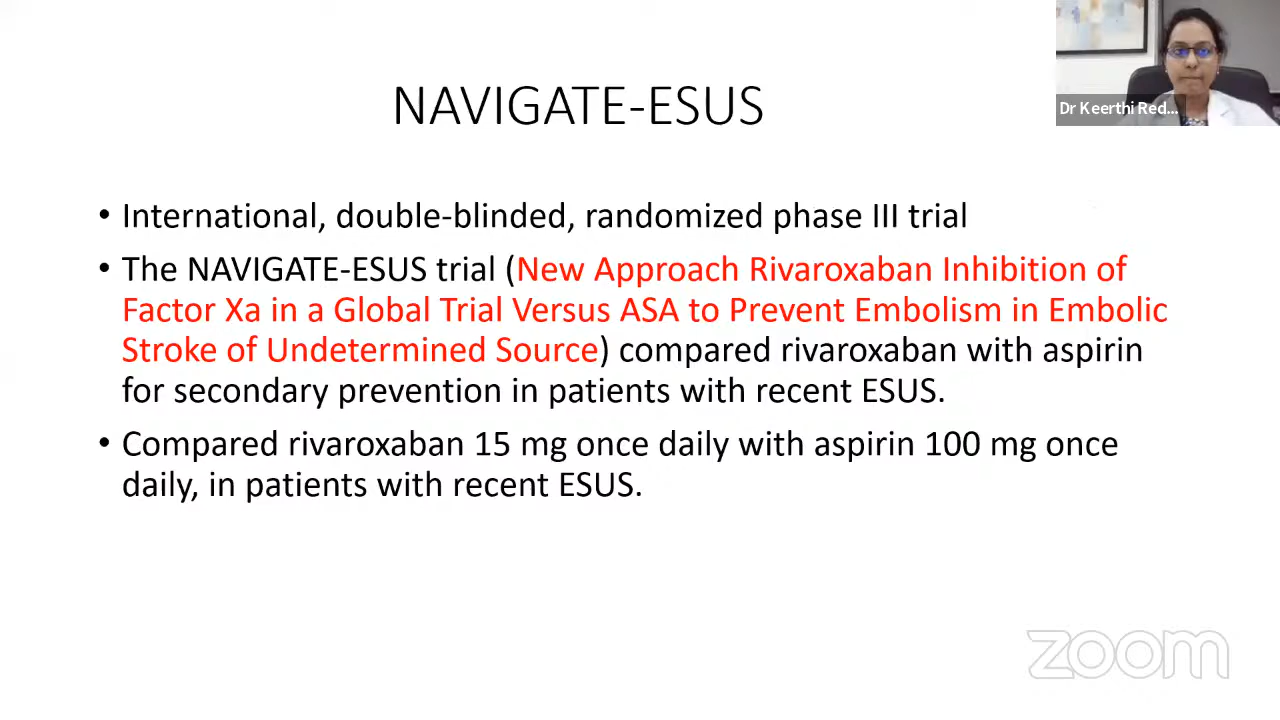 NAVIGATE-ESUS
Dr Keerthi Red...
• International, double-blinded, randomized phase III trial
• The NAVIGATE-ESUS trial (New Approach Rivaroxaban Inhibition of
Factor Xa in a Global Trial Versus ASA to Prevent Embolism in Embolic
Stroke of Undetermined Source) compared rivaroxaban with aspirin
for secondary prevention in patients with recent ESUS.
• Compared rivaroxaban 15 mg once daily with aspirin 100 mg once
daily, in patients with recent ESUS.
zoom